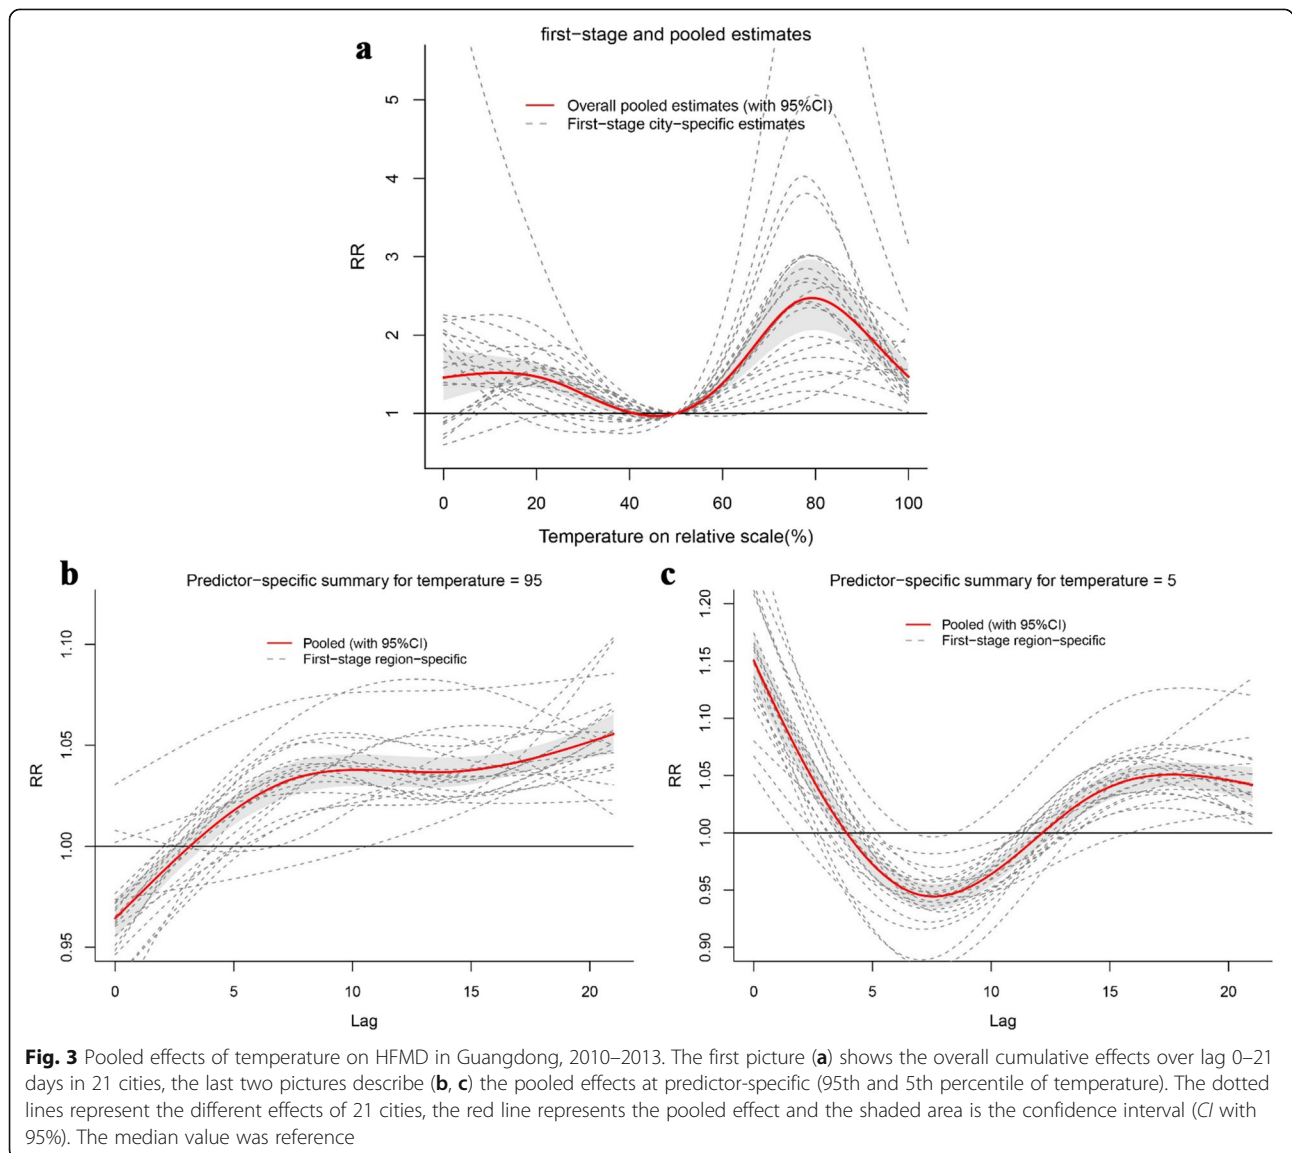 a
first−stage and pooled estimates
Overall pooled estimates (with 95%CI)
First−stage city−specific estimates
5
4
3
2
1
RR
0 20 40 60 80 100
Temperature on relative scale(%)
b
Predictor−specific summary for temperature = 95
Pooled (with 95%CI)
First−stage region−specific
1.10
1.05
1.00
0.95
RR
0 5 10 15 20
Lag
c
Predictor−specific summary for temperature = 5
Pooled (with 95%CI)
First−stage region−specific
1.20
1.15
1.10
1.05
1.00
0.95
0.90
RR
0 5 10 15 20
Lag
Fig. 3 Pooled effects of temperature on HFMD in Guangdong, 2010–2013. The first picture (a) shows the overall cumulative effects over lag 0–21
days in 21 cities, the last two pictures describe (b, c) the pooled effects at predictor-specific (95th and 5th percentile of temperature). The dotted
lines represent the different effects of 21 cities, the red line represents the pooled effect and the shaded area is the confidence interval (CI with
95%). The median value was reference